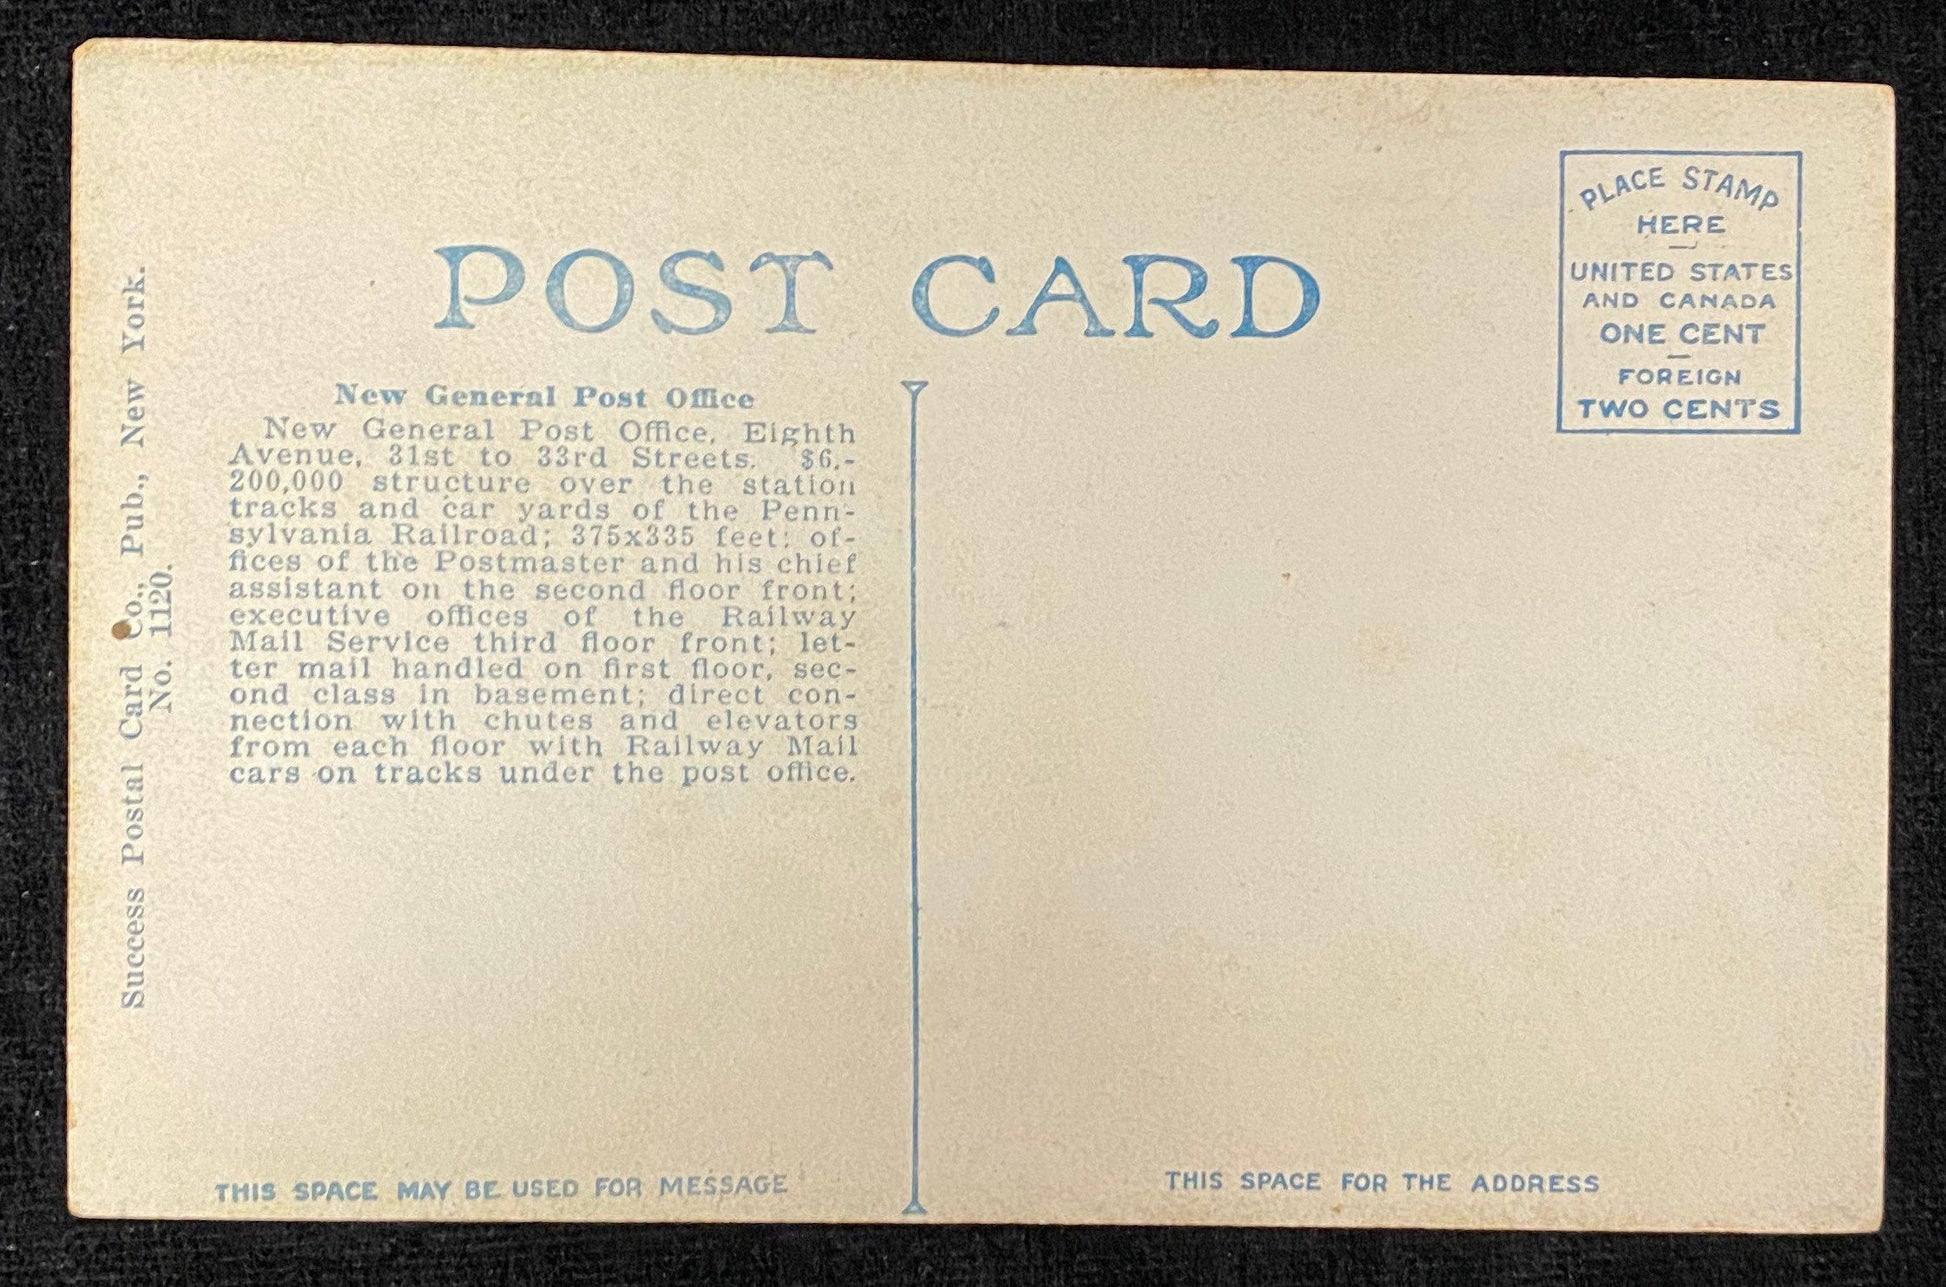 POST CARD
PLACE STAMP
HERE
UNITED STATES
AND CANADA
ONE CENT
FOREIGN
TWO CENTS
New General Post Office
New General Post Office, Eighth
Avenue, 31st to 33rd Streets. $6,-
200,000 structure over the station
tracks and car yards of the Penn-
sylvania Railroad; 375x335 feet; of-
fices of the Postmaster and his chief
assistant on the second floor front;
executive offices of the Railway
Mail Service third floor front; let-
ter mail handled on first floor, sec-
ond class in basement; direct con-
nection with chutes and elevators
from each floor with Railway Mail
cars on tracks under the post office.
Success Postal Card Co., Pub., New York.
No. 1120.
THIS SPACE MAY BE USED FOR MESSAGE
THIS SPACE FOR THE ADDRESS